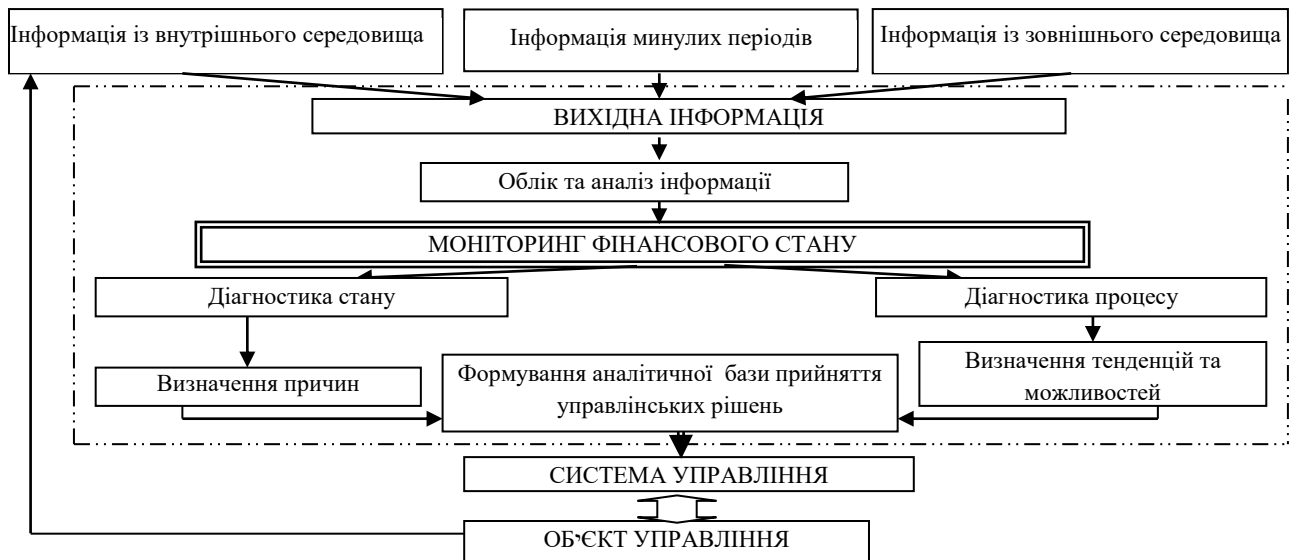 Інформація із внутрішнього середовища
Інформація минулих періодів
Інформація із зовнішнього середовища
ВИХІДНА ІНФОРМАЦІЯ
Облік та аналіз інформації
МОНІТОРИНГ ФІНАНСОВОГО СТАНУ
Діагностика стану
Діагностика процесу
Визначення причин
Формування аналітичної бази прийняття
управлінських рішень
Визначення тенденцій та
можливостей
СИСТЕМА УПРАВЛІННЯ
ОБ’ЄКТ УПРАВЛІННЯ